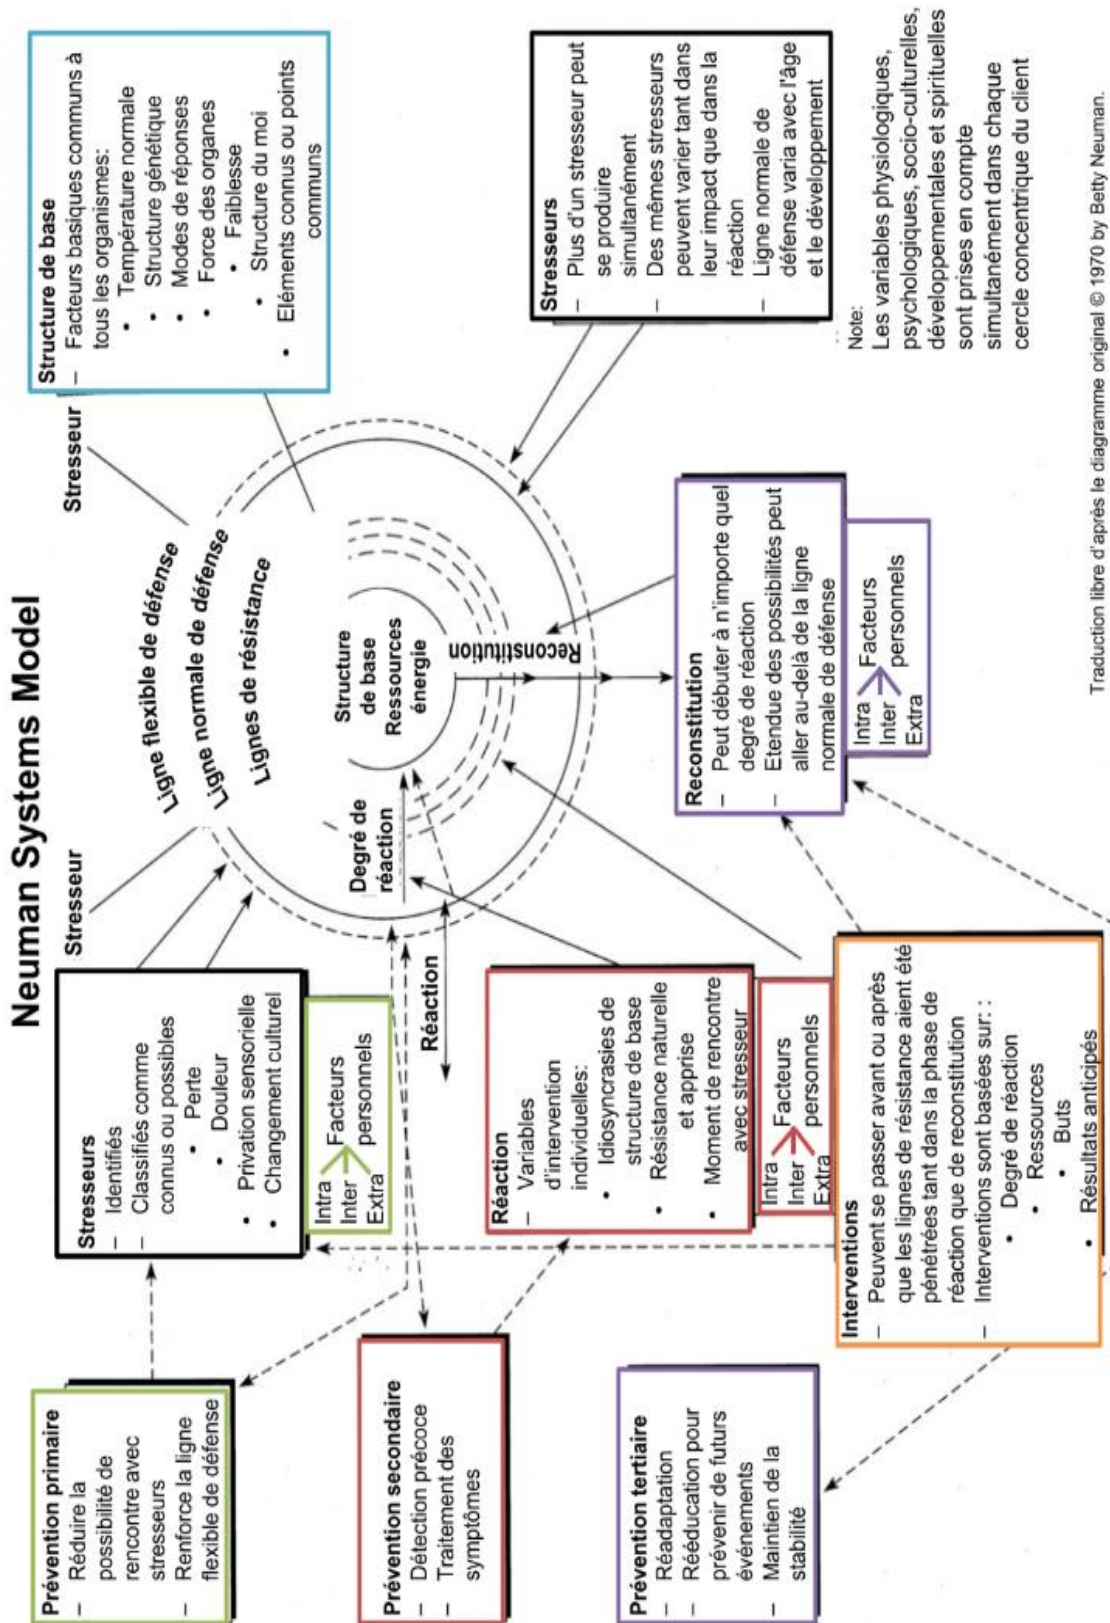 Neuman Systems Model
Prévention primaire
– Réduire la
possibilité de
rencontre avec
stresseurs
– Renforce la ligne
flexible de défense
Prévention secondaire
– Détection précoce
– Traitement des
symptômes
Prévention tertiaire
– Réadaptation
– Rééducation pour
prévenir de futurs
événements
– Maintien de la
stabilité
Stresseurs
– Identifiés
– Classifiés comme
connus ou possibles
• Perte
• Douleur
• Privation sensorielle
• Changement culturel
Intra
Inter
Extra
Facteurs
personnels
Réaction
Réaction
– Variables
d'intervention
individuelles:
• Idiosyncrasies de
structure de base
• Résistance naturelle
et apprise
• Moment de rencontre
avec stresseur
Intra
Inter
Extra
Facteurs
personnels
Interventions
– Peuvent se passer avant ou après
que les lignes de résistance aient été
pénétrées tant dans la phase de
réaction que de reconstitution
– Interventions sont basées sur: :
• Degré de réaction
• Ressources
• Buts
• Résultats anticipés
Stresseur
Stresseur
Ligne flexible de défense
Ligne normale de défense
Lignes de résistance
Degré de
réaction
Structure
de base
Ressources
énergie
Reconstitution
Reconstitution
– Peut débuter à n'importe quel
degré de réaction
– Etendue des possibilités peut
aller au-delà de la ligne
normale de défense
Intra
Inter
Extra
Facteurs
personnels
Structure de base
– Facteurs basiques communs à
tous les organismes:
• Température normale
• Structure génétique
• Modes de réponses
• Force des organes
• Faiblesse
• Structure du moi
• Eléments connus ou points
communs
Stresseurs
– Plus d'un stresseur peut
se produire
simultanément
– Des mêmes stresseurs
peuvent varier tant dans
leur impact que dans la
réaction
– Ligne normale de
défense varia avec l'âge
et le développement
Note:
Les variables physiologiques,
psychologiques, socio-culturelles,
développementales et spirituelles
sont prises en compte
simultanément dans chaque
cercle concentrique du client
Traduction libre d'après le diagramme original © 1970 by Betty Neuman.